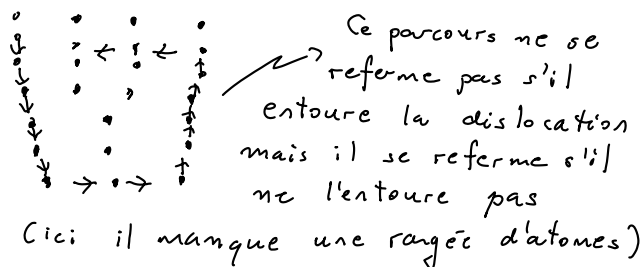 Ce parcours ne se
referme pas s'il
entoure la dislocation
mais il se referme s'il
ne l'entoure pas
(ici il manque une rangée d'atomes)